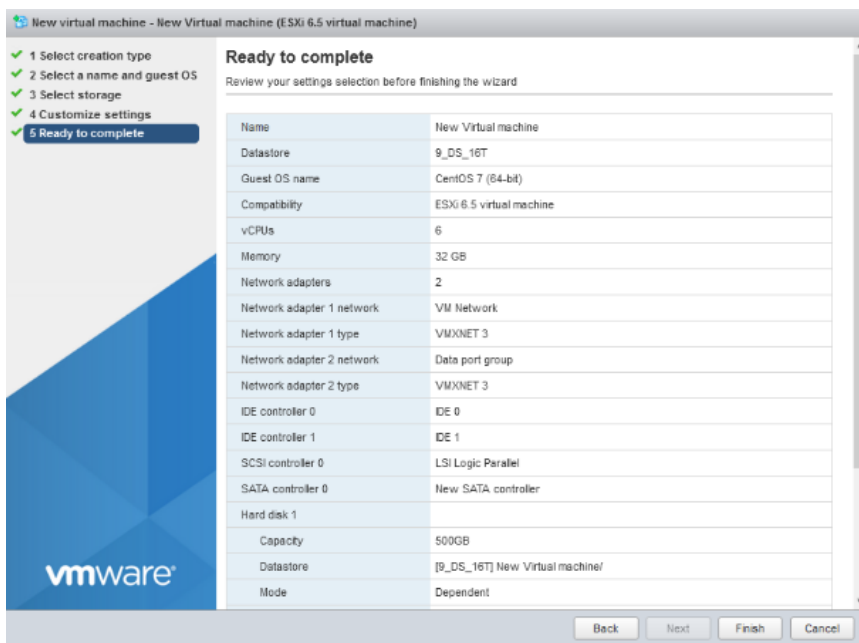 New virtual machine - New Virtual machine (ESXi 6.5 virtual machine)
1 Select creation type
2 Select a name and guest OS
3 Select storage
4 Customize settings
5 Ready to complete
Ready to complete
Review your settings selection before finishing the wizard
Name New Virtual machine
Datastore 9_DS_16T
Guest OS name CentOS 7 (64-bit)
Compatibility ESXi 6.5 virtual machine
vCPUs 6
Memory 32 GB
Network adapters 2
Network adapter 1 network VM Network
Network adapter 1 type VMXNET 3
Network adapter 2 network Data port group
Network adapter 2 type VMXNET 3
IDE controller 0 IDE 0
IDE controller 1 IDE 1
SCSI controller 0 LSI Logic Parallel
SATA controller 0 New SATA controller
Hard disk 1
Capacity 500GB
Datastore [9_DS_16T] New Virtual machine/
Mode Dependent
vmware®
Back Next Finish Cancel